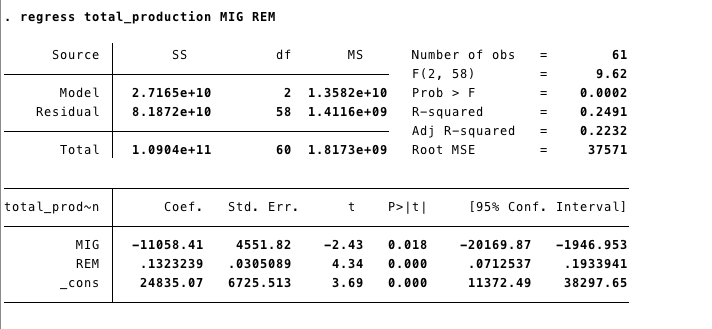 . regress total_production MIG REM
Source SS df MS Number of obs = 61
F(2, 58) = 9.62
Model 2.7165e+10 2 1.3582e+10 Prob > F = 0.0002
Residual 8.1872e+10 58 1.4116e+09 R-squared = 0.2491
Adj R-squared = 0.2232
Total 1.0904e+11 60 1.8173e+09 Root MSE = 37571
total_prod~n Coef. Std. Err. t P>|t| [95% Conf. Interval]
MIG -11058.41 4551.82 -2.43 0.018 -20169.87 -1946.953
REM .1323239 .0305089 4.34 0.000 .0712537 .1933941
_cons 24835.07 6725.513 3.69 0.000 11372.49 38297.65